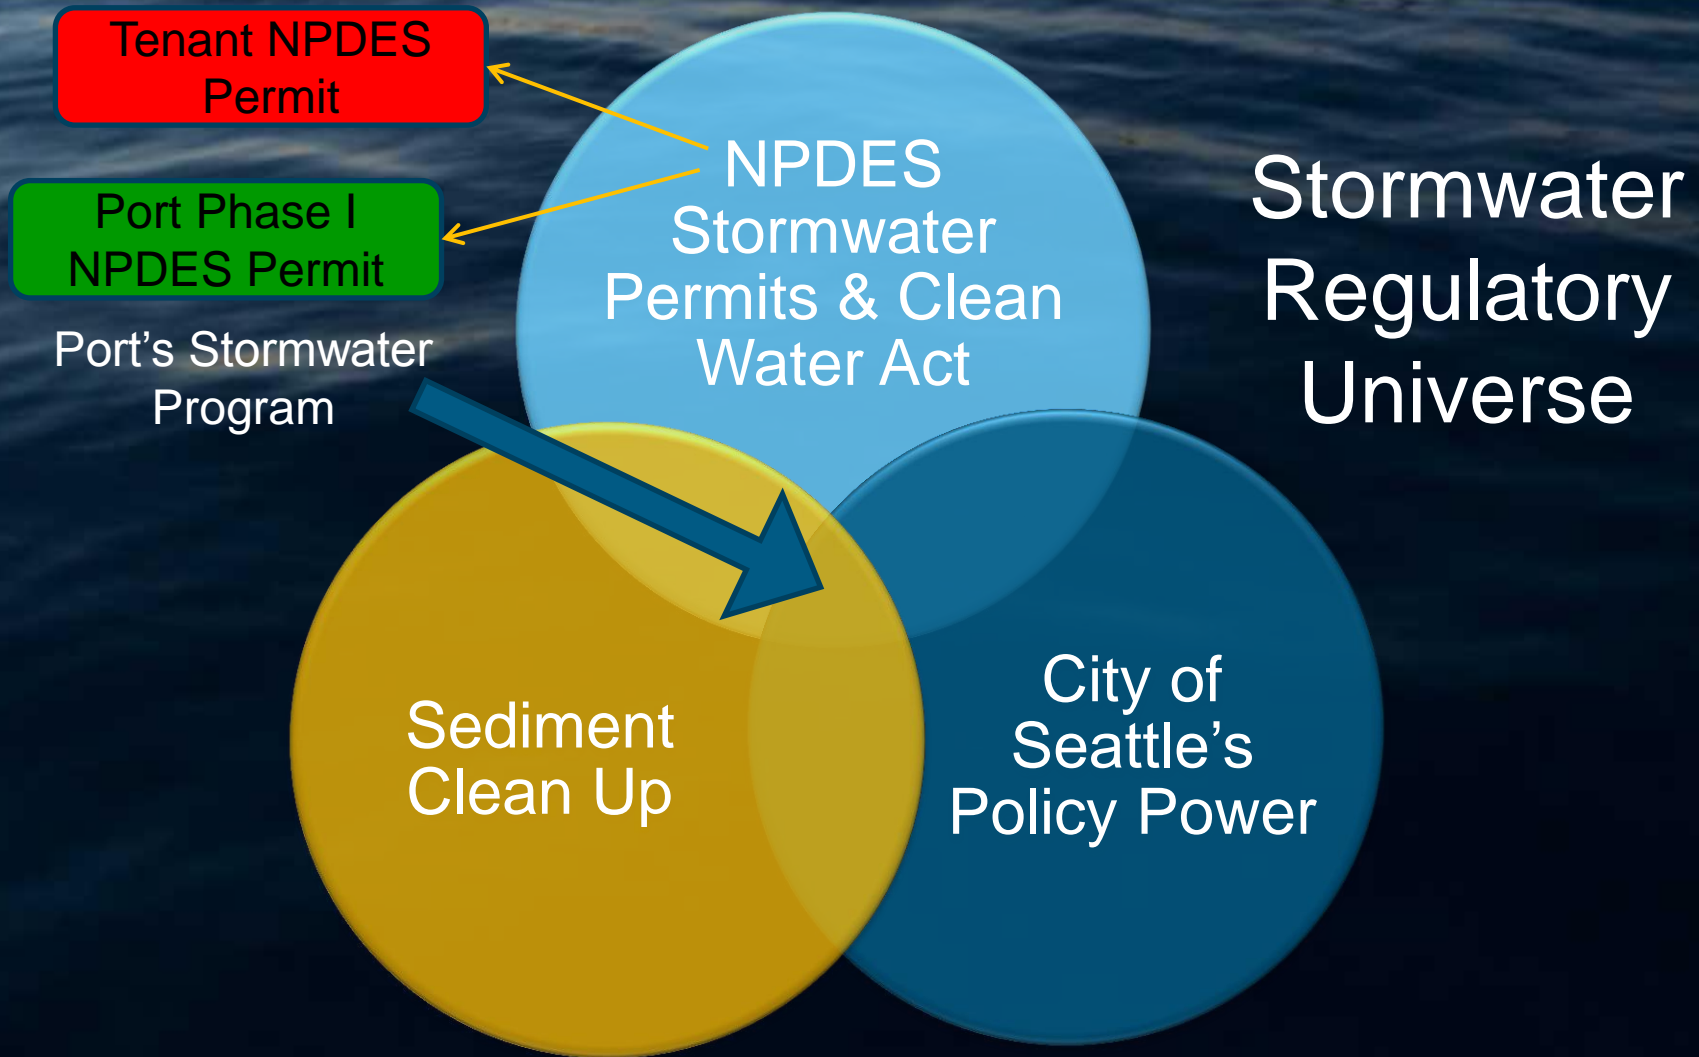 Tenant NPDES
Permit
Port Phase I
NPDES Permit
Port’s Stormwater
Program
NPDES
Stormwater
Permits & Clean
Water Act
Stormwater
Regulatory
Universe
Sediment
Clean Up
City of
Seattle’s
Policy Power